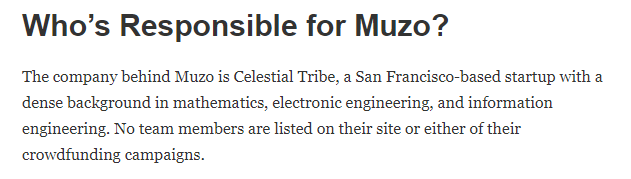 Who’s Responsible for Muzo?
The company behind Muzo is Celestial Tribe, a San Francisco-based startup with a
dense background in mathematics, electronic engineering, and information
engineering. No team members are listed on their site or either of their
crowdfunding campaigns.